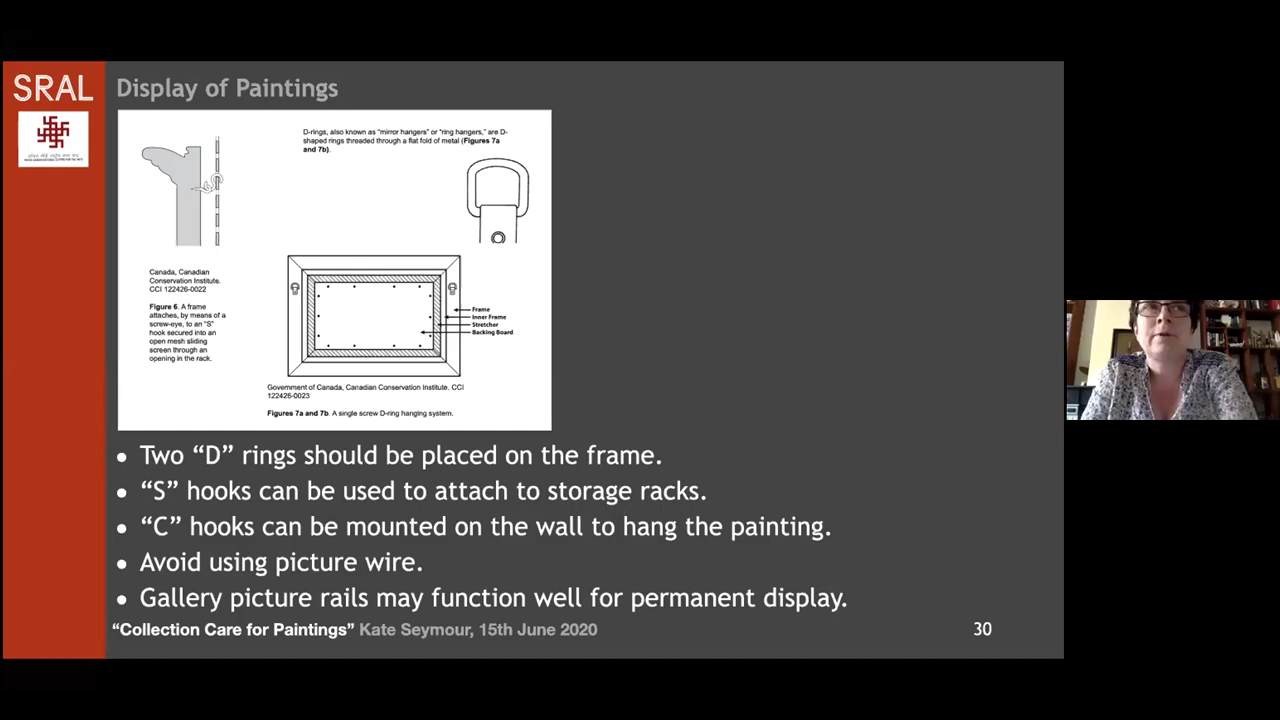 SRAL
Display of Paintings
D-rings, also known as “mirror hangers” or “ring hangers,” are D-
shaped rings threaded through a flat fold of metal (Figures 7a
and 7b).
Canada, Canadian
Conservation Institute.
CCI 122426-0022
Figure 6. A frame
attaches, by means of a
screw-eye, to an “S”
hook secured into an
open mesh sliding
screen through an
opening in the rack.
Frame
Inner Frame
Stretcher
Backing Board
Government of Canada, Canadian Conservation Institute. CCI
122426-0023
Figures 7a and 7b. A single screw D-ring hanging system.
• Two “D” rings should be placed on the frame.
• “S” hooks can be used to attach to storage racks.
• “C” hooks can be mounted on the wall to hang the painting.
• Avoid using picture wire.
• Gallery picture rails may function well for permanent display.
“Collection Care for Paintings” Kate Seymour, 15th June 2020
30